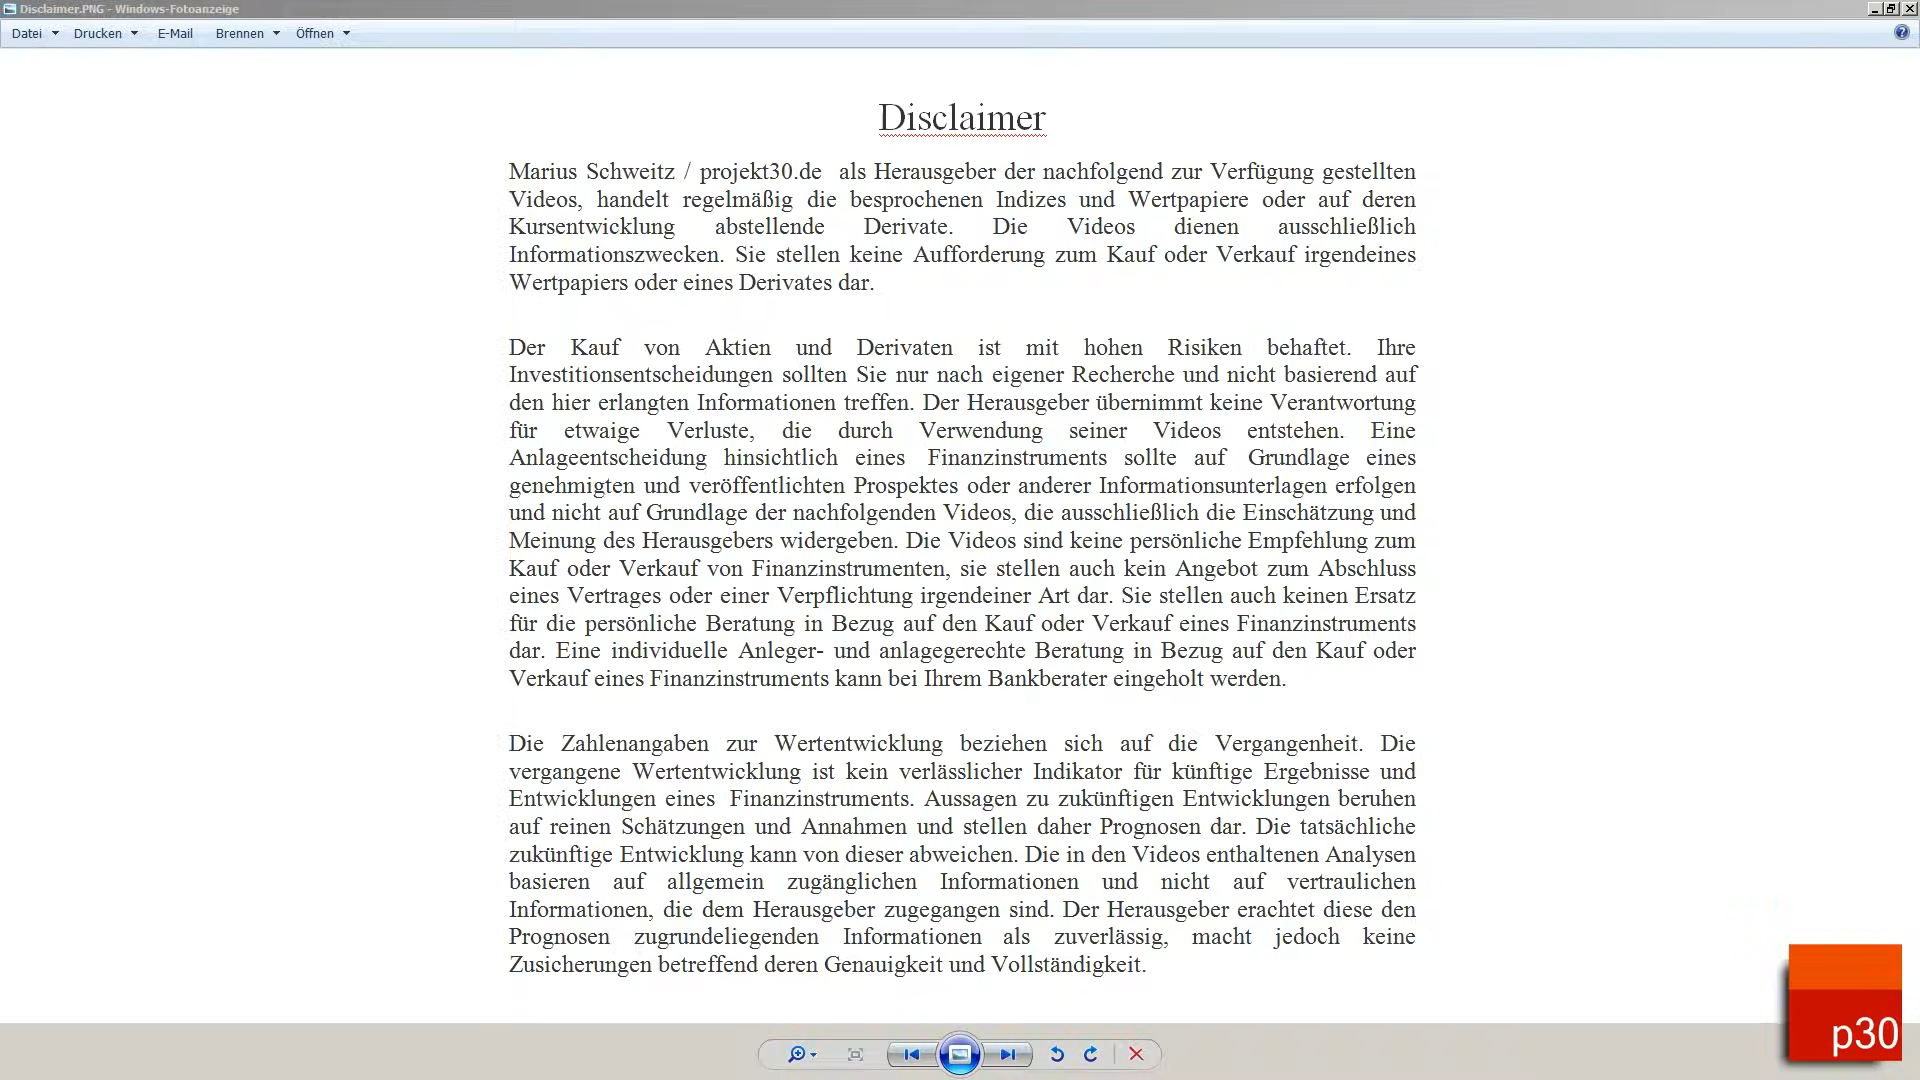 Disclaimer.PNG - Windows-Fotoanzeige
Datei Drucken E-Mail Brennen Öffnen
Disclaimer
Marius Schweitz / projekt30.de als Herausgeber der nachfolgend zur Verfügung gestellten
Videos, handelt regelmäßig die besprochenen Indizes und Wertpapiere oder auf deren
Kursentwicklung abstellende Derivate. Die Videos dienen ausschließlich
Informationszwecken. Sie stellen keine Aufforderung zum Kauf oder Verkauf irgendeines
Wertpapiers oder eines Derivates dar.
Der Kauf von Aktien und Derivaten ist mit hohen Risiken behaftet. Ihre
Investitionsentscheidungen sollten Sie nur nach eigener Recherche und nicht basierend auf
den hier erlangten Informationen treffen. Der Herausgeber übernimmt keine Verantwortung
für etwaige Verluste, die durch Verwendung seiner Videos entstehen. Eine
Anlageentscheidung hinsichtlich eines Finanzinstruments sollte auf Grundlage eines
genehmigten und veröffentlichten Prospektes oder anderer Informationsunterlagen erfolgen
und nicht auf Grundlage der nachfolgenden Videos, die ausschließlich die Einschätzung und
Meinung des Herausgebers widergeben. Die Videos sind keine persönliche Empfehlung zum
Kauf oder Verkauf von Finanzinstrumenten, sie stellen auch kein Angebot zum Abschluss
eines Vertrages oder einer Verpflichtung irgendeiner Art dar. Sie stellen auch keinen Ersatz
für die persönliche Beratung in Bezug auf den Kauf oder Verkauf eines Finanzinstruments
dar. Eine individuelle Anleger- und anlagegerechte Beratung in Bezug auf den Kauf oder
Verkauf eines Finanzinstruments kann bei Ihrem Bankberater eingeholt werden.
Die Zahlenangaben zur Wertentwicklung beziehen sich auf die Vergangenheit. Die
vergangene Wertentwicklung ist kein verlässlicher Indikator für künftige Ergebnisse und
Entwicklungen eines Finanzinstruments. Aussagen zu zukünftigen Entwicklungen beruhen
auf reinen Schätzungen und Annahmen und stellen daher Prognosen dar. Die tatsächliche
zukünftige Entwicklung kann von dieser abweichen. Die in den Videos enthaltenen Analysen
basieren auf allgemein zugänglichen Informationen und nicht auf vertraulichen
Informationen, die dem Herausgeber zugegangen sind. Der Herausgeber erachtet diese den
Prognosen zugrundeliegenden Informationen als zuverlässig, macht jedoch keine
Zusicherungen betreffend deren Genauigkeit und Vollständigkeit.
p30